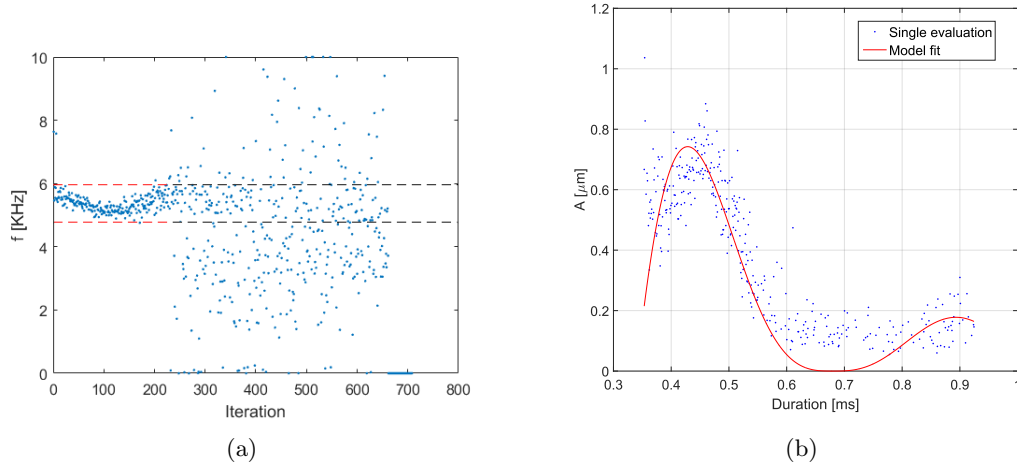 10
8
6
4
2
0
f [KHz]
0 100 200 300 400 500 600 700 800
Iteration
(a)
1.2
1
0.8
0.6
0.4
0.2
0
A [μm]
Single evaluation
Model fit
0.3 0.4 0.5 0.6 0.7 0.8 0.9 1
Duration [ms]
(b)